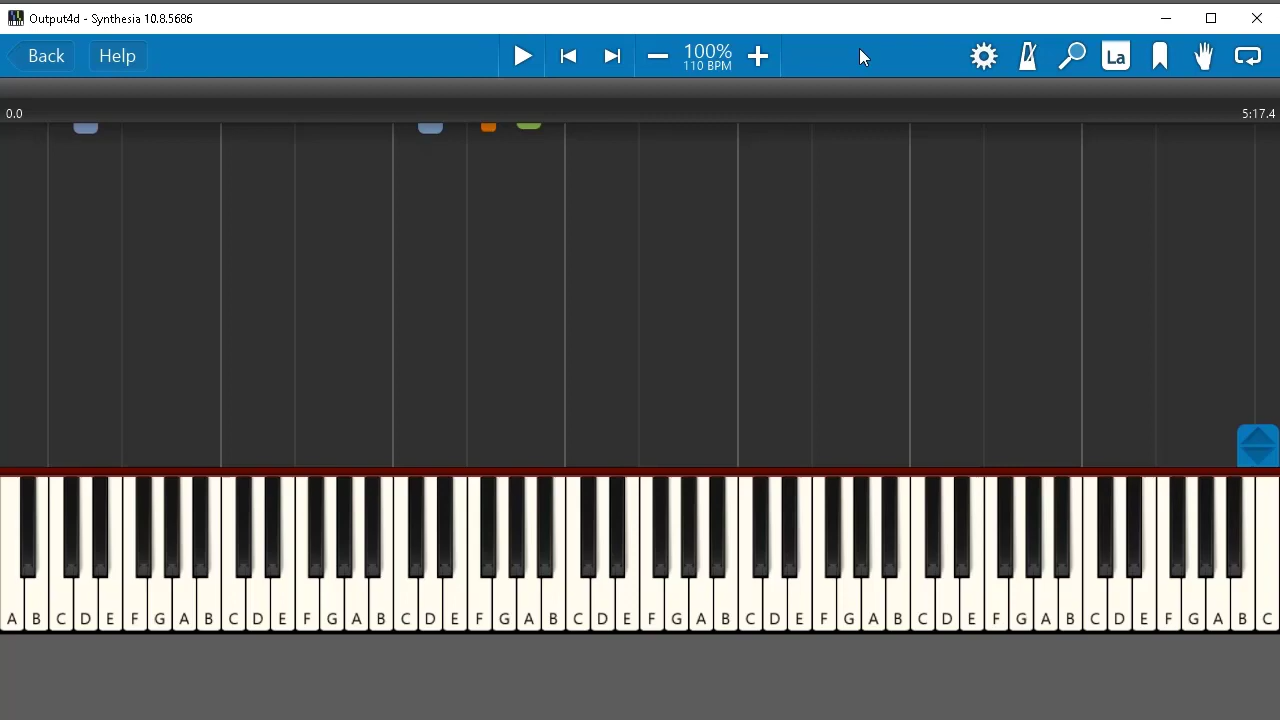 Output4d - Synthesia 10.8.5686
Back Help 100% La
110 BPM
0.0 5:17.4
A B C D E F G A B C D E F G A B C D E F G A B C D E F G A B C D E F G A B C D E F G A B C D E F G A B C